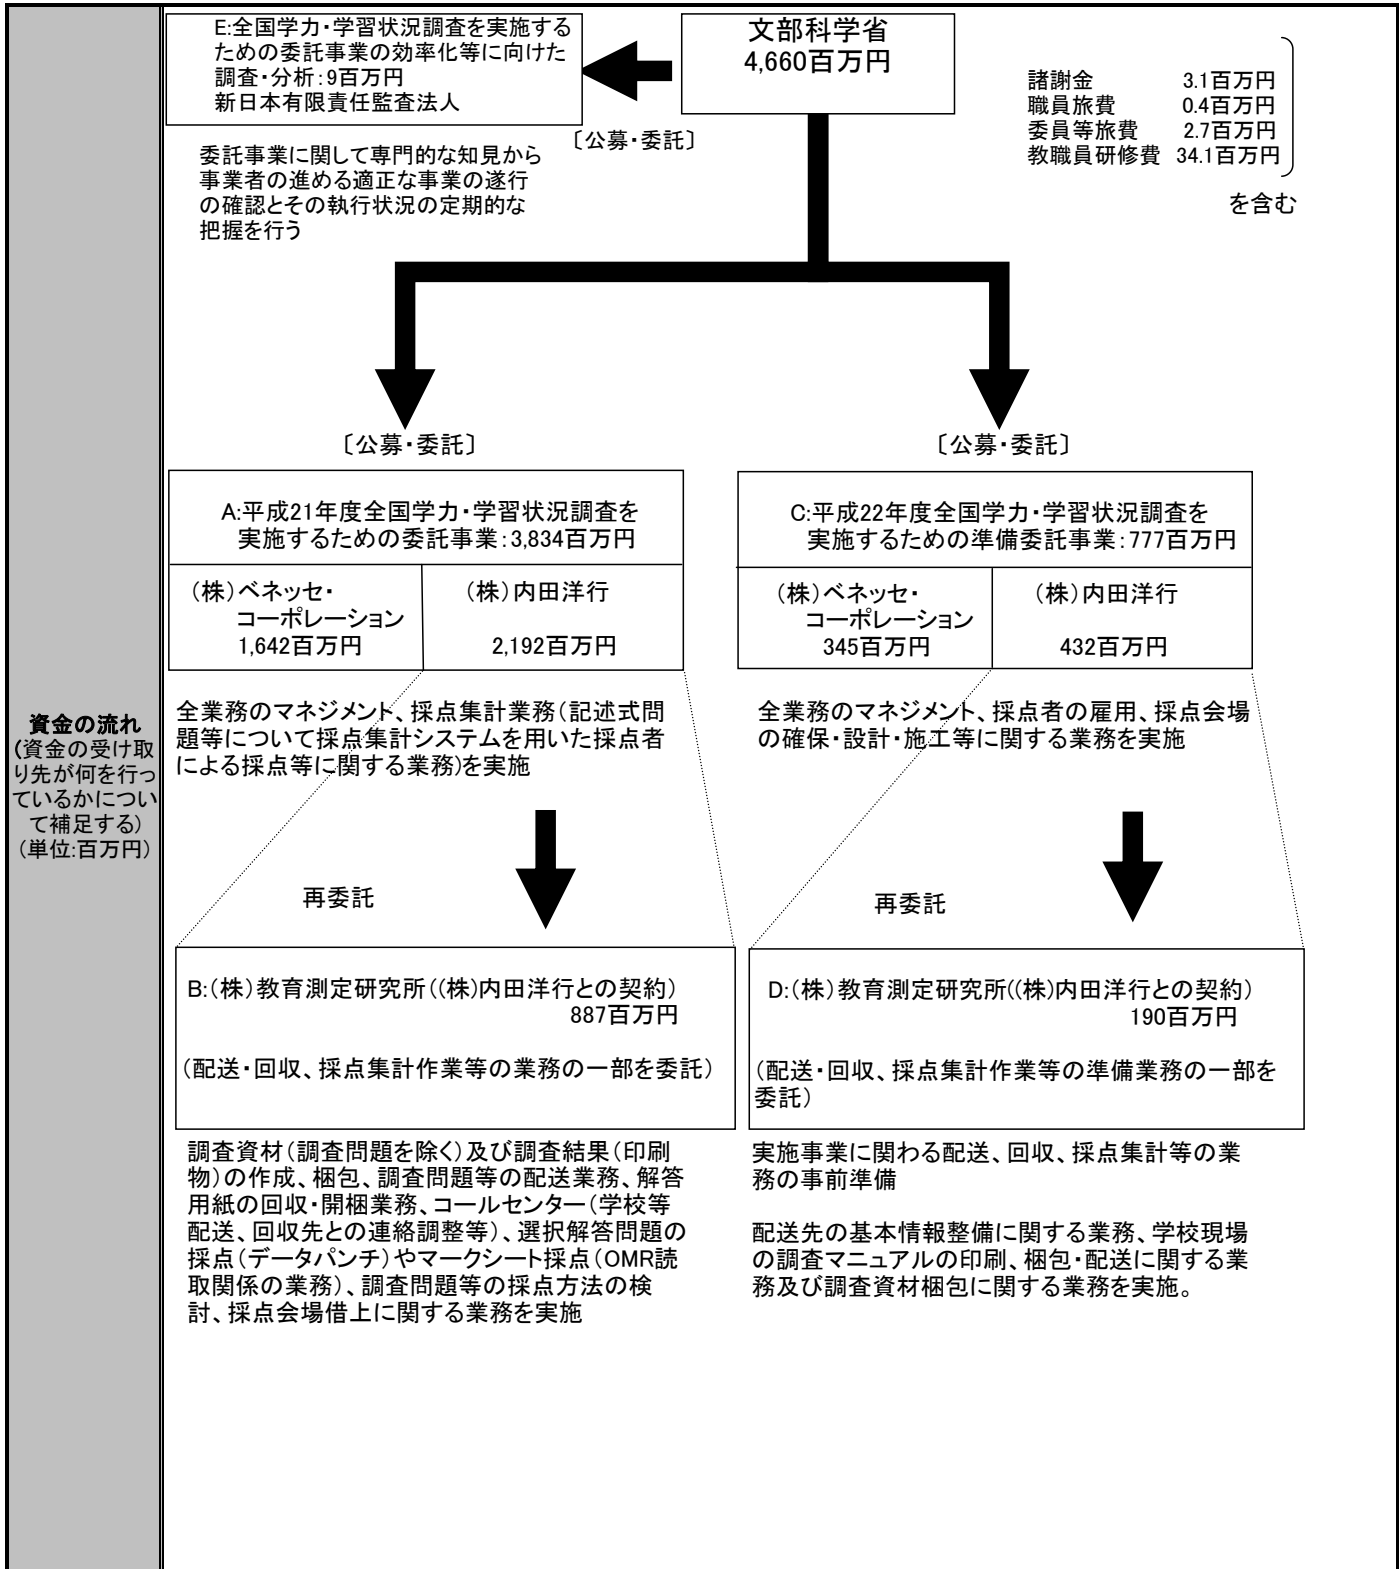 E:全国学力・学習状況調査を実施する
ための委託事業の効率化等に向けた
調査・分析:9百万円
新日本有限責任監査法人
文部科学省
4,660百万円
諸謝金 3.1百万円
職員旅費 0.4百万円
委員等旅費 2.7百万円
教職員研修費 34.1百万円
を含む
〔公募・委託〕
委託事業に関して専門的な知見から
事業者の進める適正な事業の遂行
の確認とその執行状況の定期的な
把握を行う
〔公募・委託〕
〔公募・委託〕
A:平成21年度全国学力・学習状況調査を
実施するための委託事業:3,834百万円
(株)ベネッセ・
コーポレーション
1,642百万円
(株)内田洋行
2,192百万円
C:平成22年度全国学力・学習状況調査を
実施するための準備委託事業:777百万円
(株)ベネッセ・
コーポレーション
345百万円
(株)内田洋行
432百万円
資金の流れ
(資金の受け取
り先が何を行っ
ているかについ
て補足する)
(単位:百万円)
全業務のマネジメント、採点集計業務(記述式問
題等について採点集計システムを用いた採点者
による採点等に関する業務)を実施
全業務のマネジメント、採点者の雇用、採点会場
の確保・設計・施工等に関する業務を実施
再委託
再委託
B:(株)教育測定研究所((株)内田洋行との契約)
887百万円
(配送・回収、採点集計作業等の業務の一部を委託)
D:(株)教育測定研究所((株)内田洋行との契約)
190百万円
(配送・回収、採点集計作業等の準備業務の一部を
委託)
調査資材(調査問題を除く)及び調査結果(印刷
物)の作成、梱包、調査問題等の配送業務、解答
用紙の回収・開梱業務、コールセンター(学校等
配送、回収先との連絡調整等)、選択解答問題の
採点(データパンチ)やマークシート採点(OMR読
取関係の業務)、調査問題等の採点方法の検
討、採点会場借上に関する業務を実施
実施事業に関わる配送、回収、採点集計等の業
務の事前準備
配送先の基本情報整備に関する業務、学校現場
の調査マニュアルの印刷、梱包・配送に関する業
務及び調査資材梱包に関する業務を実施。